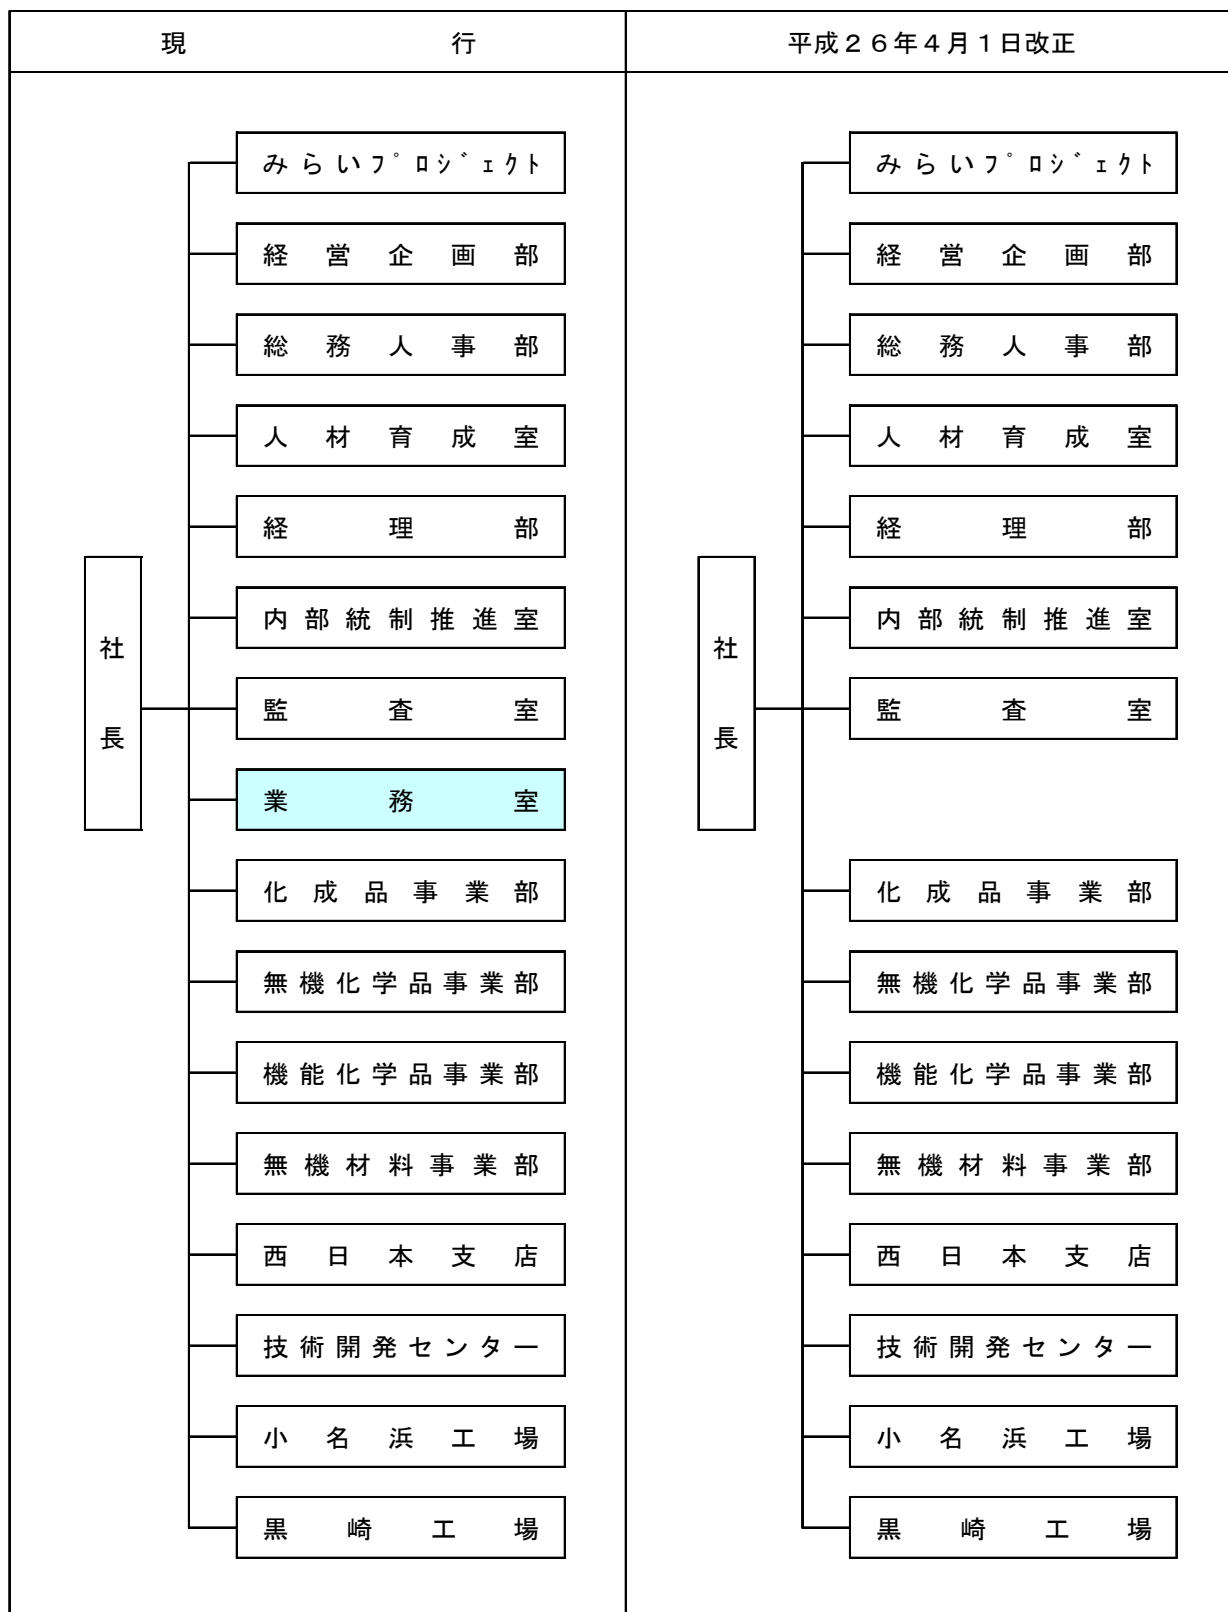 現行
平成２６年４月１日改正
みらいﾌﾟﾛｼﾞｪｸﾄ
経営企画部
総務人事部
人材育成室
経理部
内部統制推進室
監査室
業務室
化成品事業部
無機化学品事業部
機能化学品事業部
無機材料事業部
西日本支店
技術開発センター
小名浜工場
黒崎工場
社長
みらいﾌﾟﾛｼﾞｪｸﾄ
経営企画部
総務人事部
人材育成室
経理部
内部統制推進室
監査室
化成品事業部
無機化学品事業部
機能化学品事業部
無機材料事業部
西日本支店
技術開発センター
小名浜工場
黒崎工場
社長